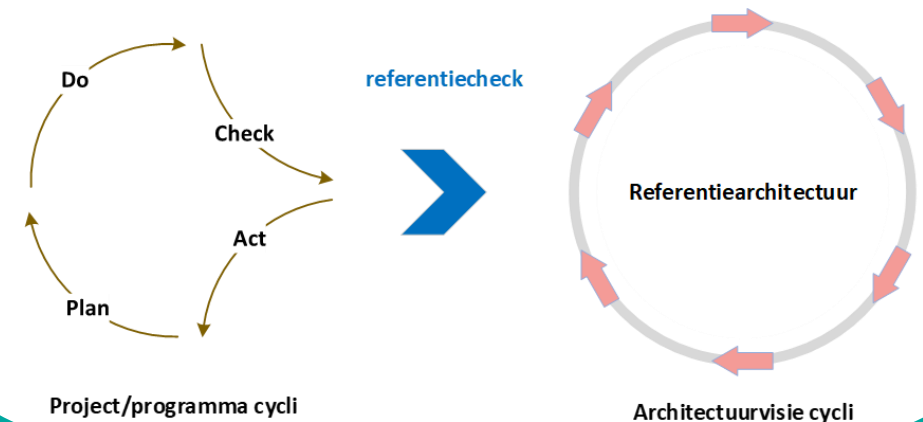 Do
Check
Act
Plan
Project/programma cycli
referentiecheck
Referentiearchitectuur
Architectuurvisie cycli